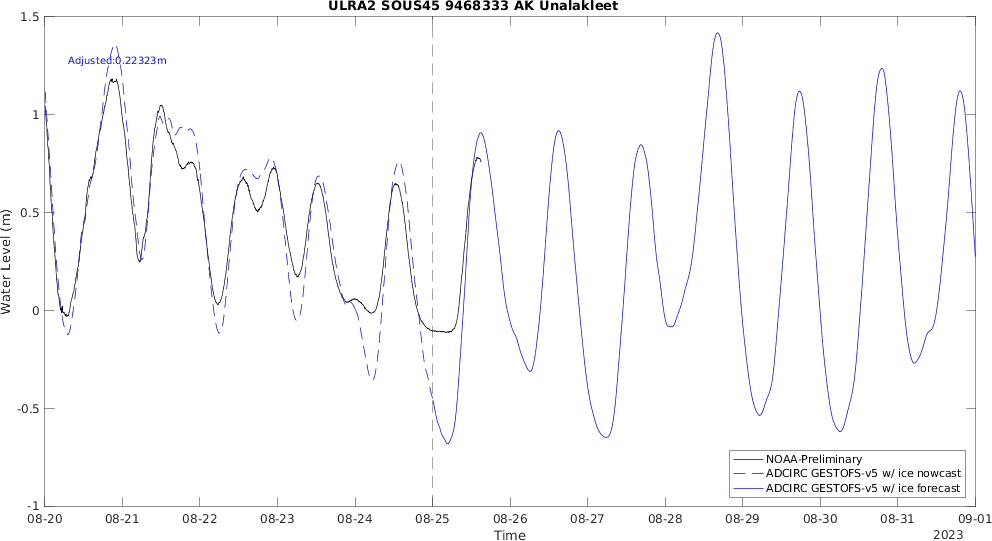 ULRA2 SOUS45 9468333 AK Unalakleet
Adjusted:0.22323m
Water Level (m)
1.5
1
0.5
0
-0.5
-1
NOAA-Preliminary
ADCIRC GESTOFS-v5 w/ ice nowcast
ADCIRC GESTOFS-v5 w/ ice forecast
08-20 08-21 08-22 08-23 08-24 08-25 08-26 08-27 08-28 08-29 08-30 08-31 09-01
Time
2023